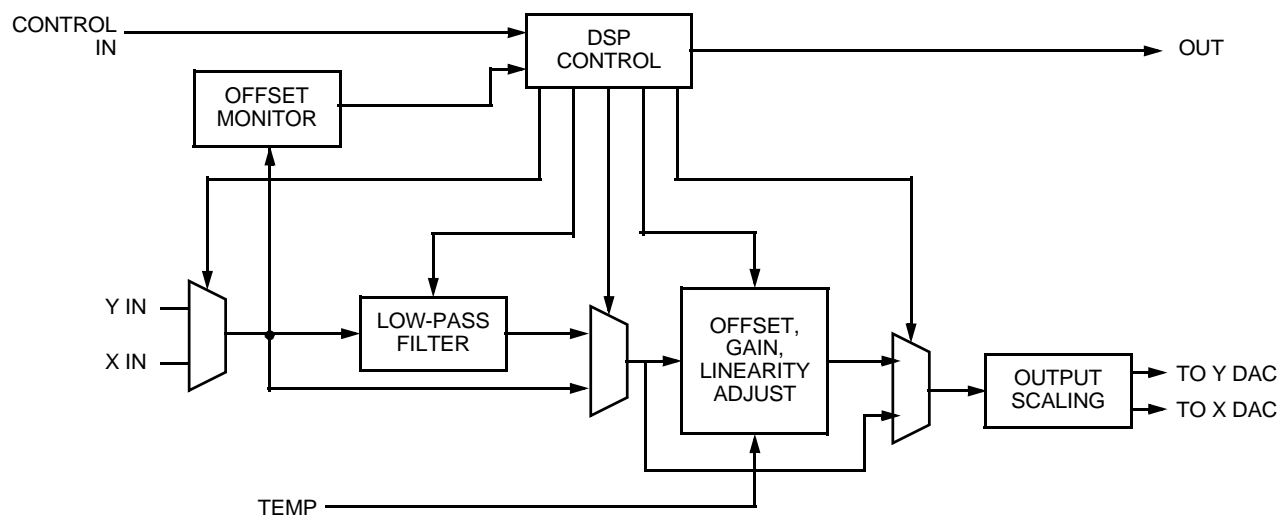 CONTROL
IN
DSP
CONTROL
OUT
OFFSET
MONITOR
Y IN
X IN
LOW-PASS
FILTER
OFFSET,
GAIN,
LINEARITY
ADJUST
OUTPUT
SCALING
TO Y DAC
TO X DAC
TEMP